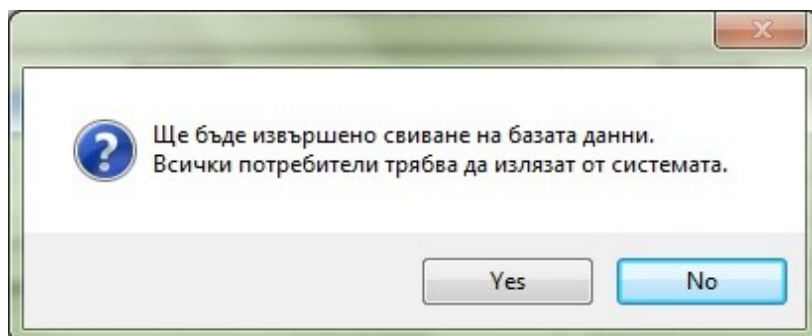 Ще бъде извършено свиване на базата данни.
Всички потребители трябва да излязат от системата.
Yes No